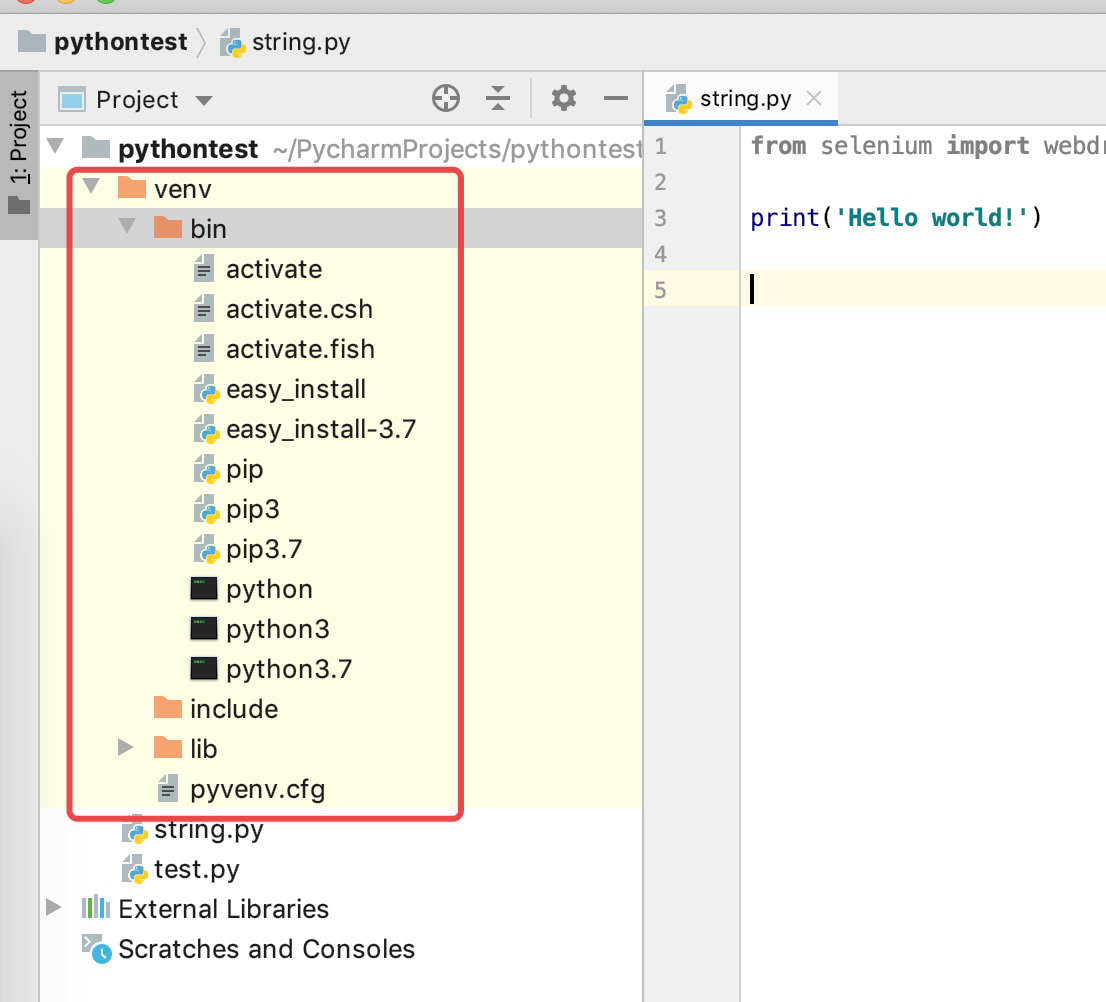 pythontest
string.py
1: Project
Project
string.py
pythontest ~/PycharmProjects/pythontest
venv
bin
activate
activate.csh
activate.fish
easy_install
easy_install-3.7
pip
pip3
pip3.7
python
python3
python3.7
include
lib
pyvenv.cfg
string.py
test.py
External Libraries
Scratches and Consoles
1 from selenium import webdr
2
3 print('Hello world!')
4
5